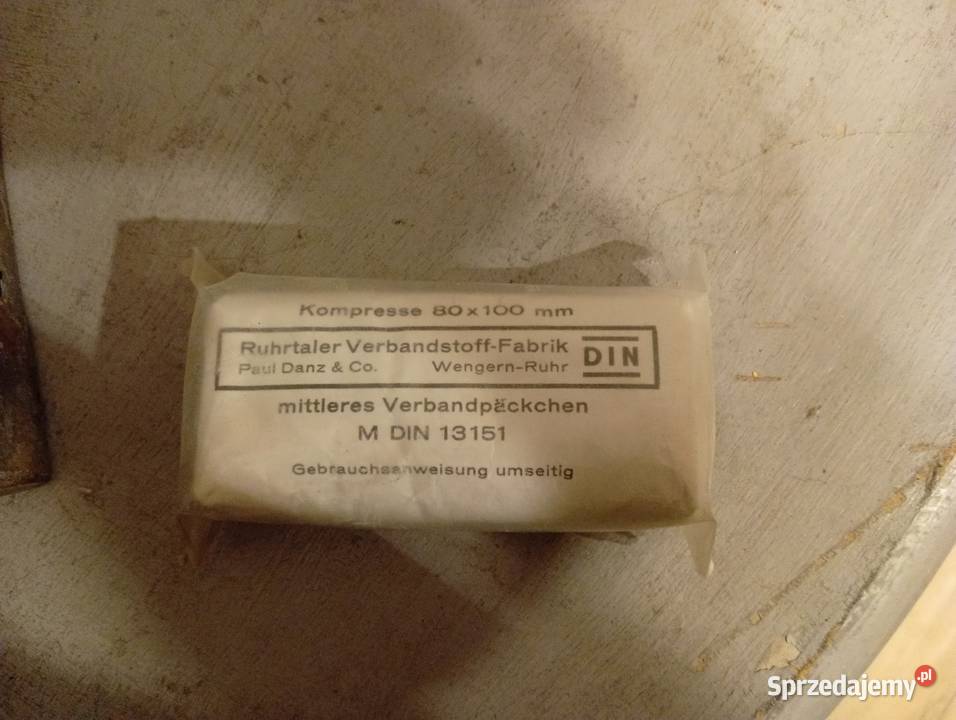 Kompresse 80x100 mm
Ruhrtaler Verbandstoff-Fabrik
Paul Danz & Co. Wengern-Ruhr
DIN
mittleres Verbandpäckchen
M DIN 13151
Gebrauchsanweisung umseitig
Sprzedajemy.pl